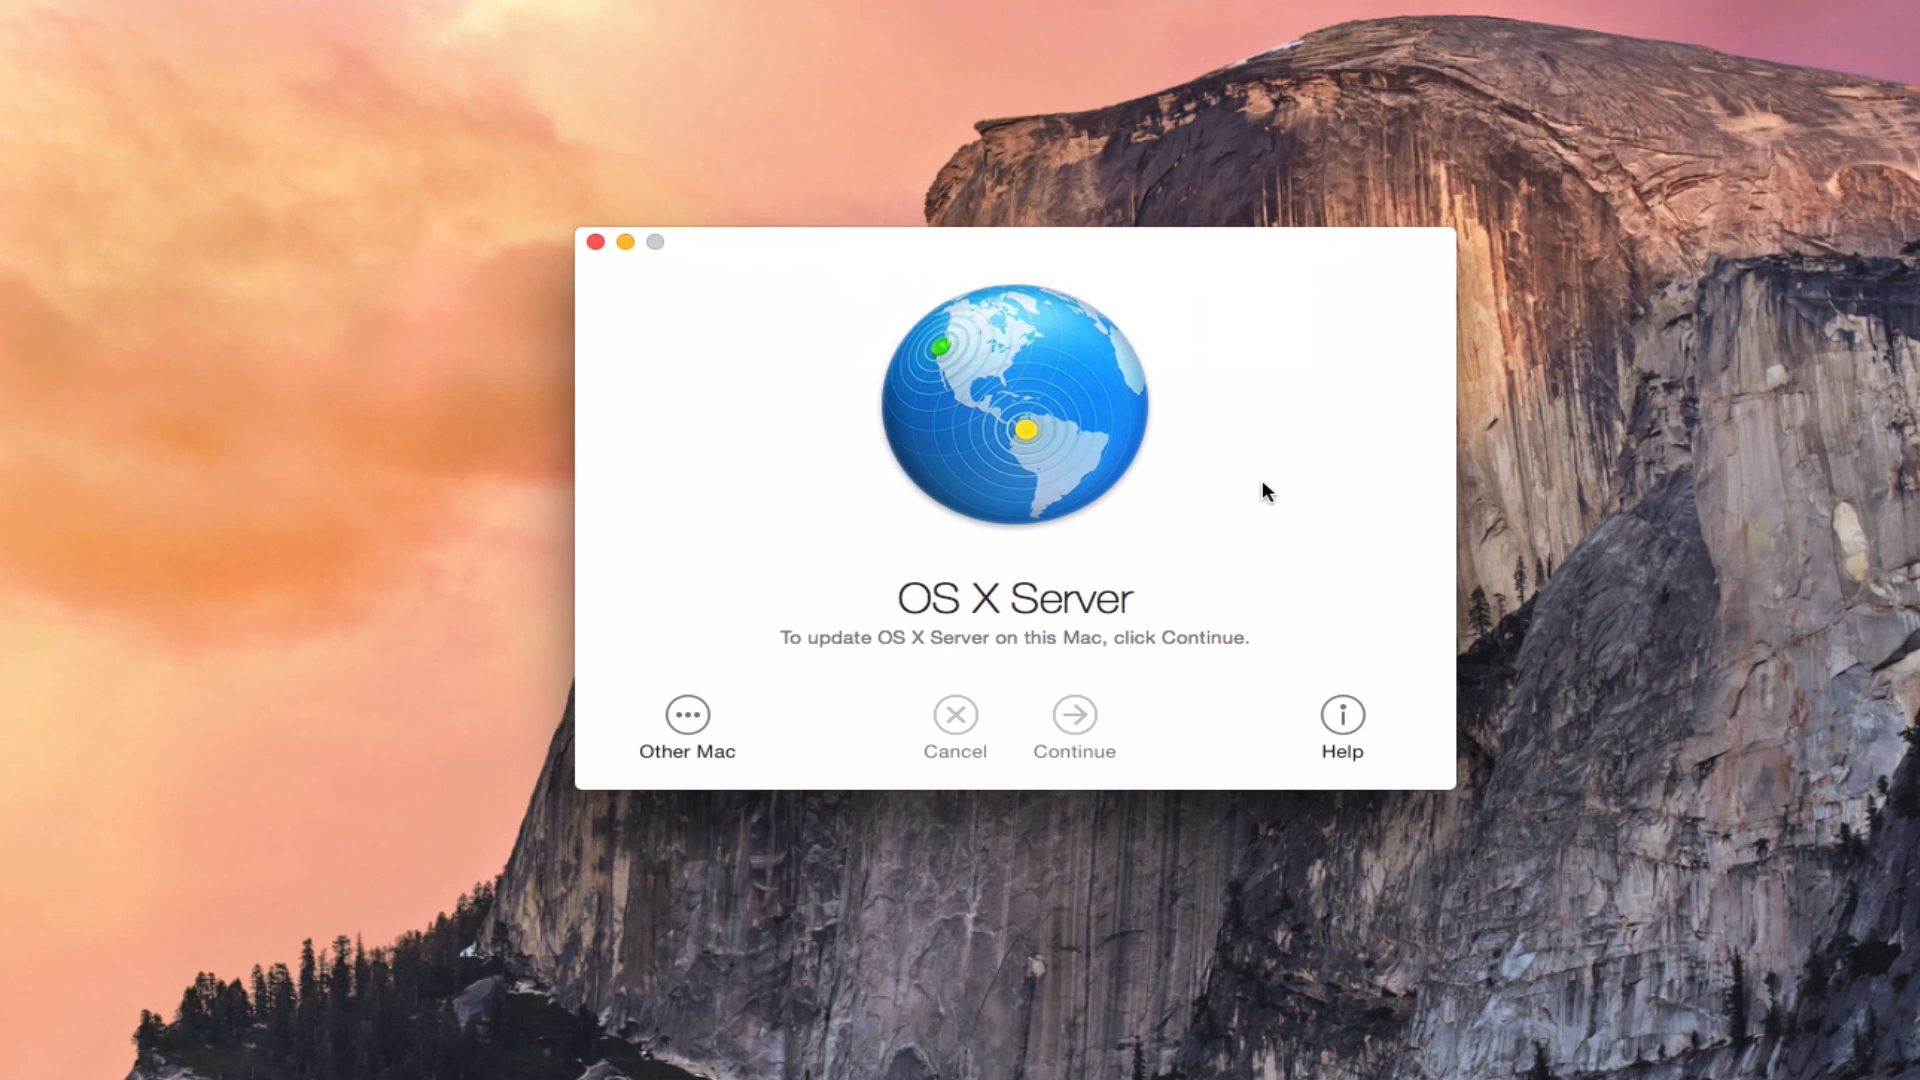 OS X Server
To update OS X Server on this Mac, click Continue.
Other Mac
Cancel
Continue
Help